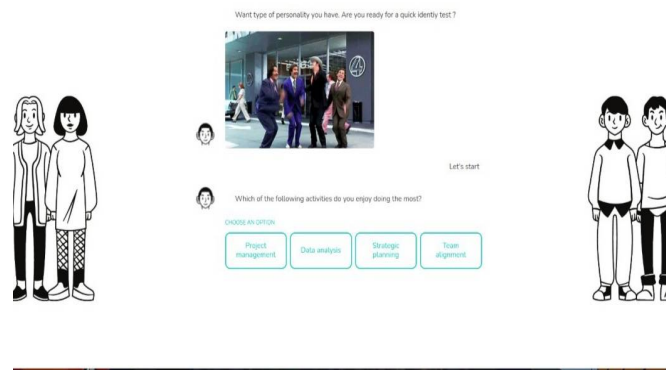 Want type of personality you have. Are you ready for a quick identiy test ?
4
Let's start
Which of the following activities do you enjoy doing the most?
CHOOSE AN OPTION
Project
management
Data analysis
Strategic
planning
Team
alignment